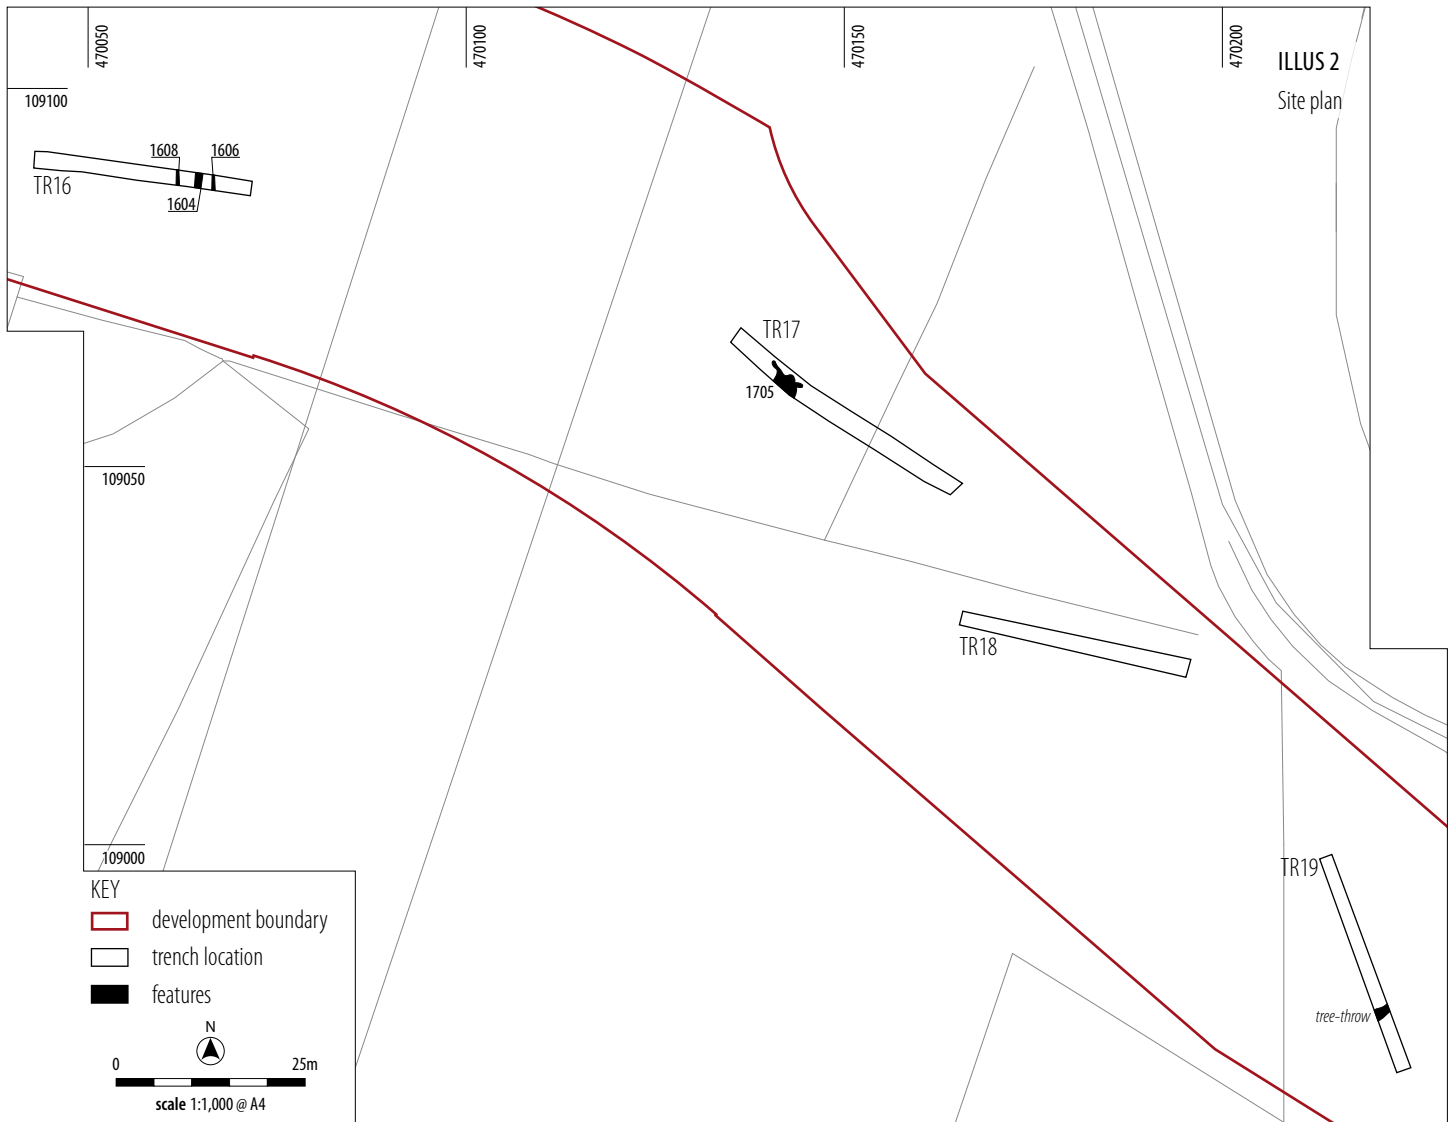 470050
470100
470150
470200
ILLUS 2
Site plan
109100
1608
1606
TR16
1604
TR17
1705
109050
TR18
109000
TR19
tree-throw
KEY
development boundary
trench location
features
N
0 25m
scale 1:1,000 @ A4